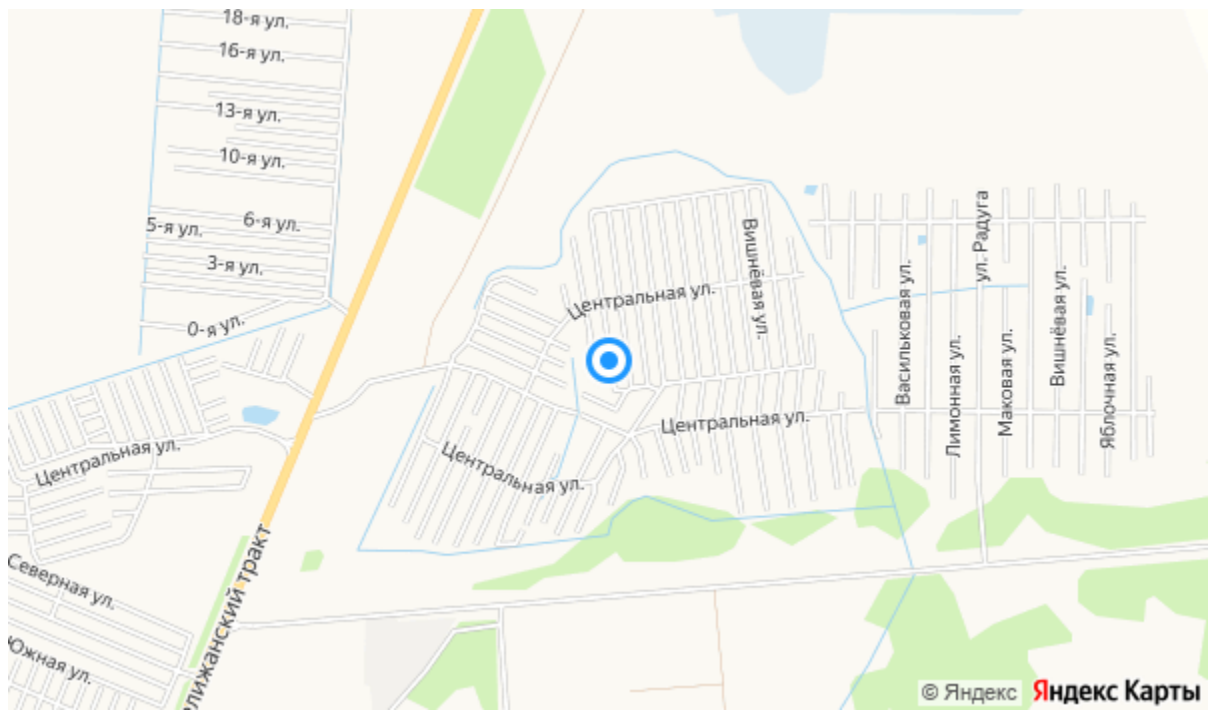 18-я ул.
16-я ул.
13-я ул.
10-я ул.
6-я ул.
5-я ул.
3-я ул.
0-я ул.
Центральная ул.
Вишнёвая ул.
ул. Радуга
Васильковая ул.
Вишнёвая ул.
Лимонная ул.
Маковая ул.
Яблочная ул.
Центральная ул.
Центральная ул.
Центральная ул.
Северная ул.
Южная ул.
лижанский тракт
© Яндекс Яндекс Карты